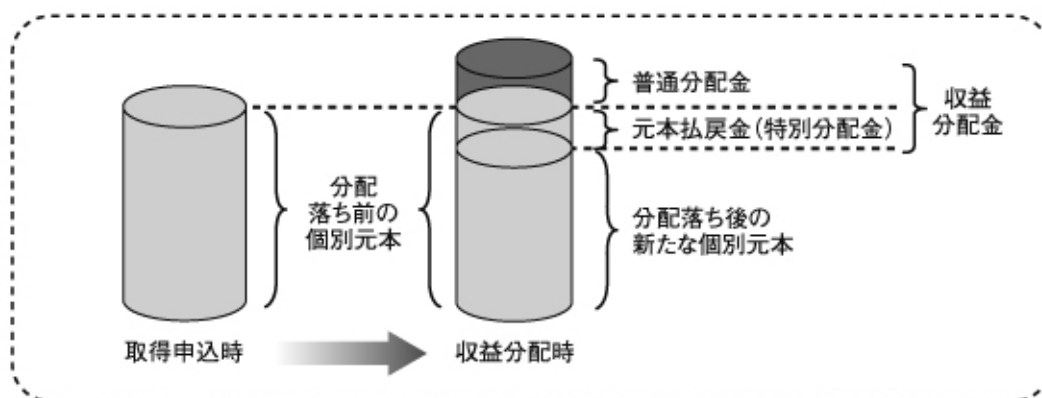 普通分配金
元本払戻金(特別分配金)
収益
分配金
分配
落ち前の
個別元本
分配落ち後の
新たな個別元本
取得申込時
収益分配時